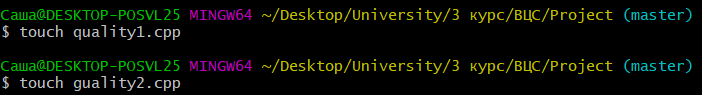 Саша@DESKTOP-POSVL25 MINGW64 ~/Desktop/University/3 курс/ВЦС/Project (master)
$ touch quality1.cpp
Саша@DESKTOP-POSVL25 MINGW64 ~/Desktop/University/3 курс/ВЦС/Project (master)
$ touch guality2.cpp